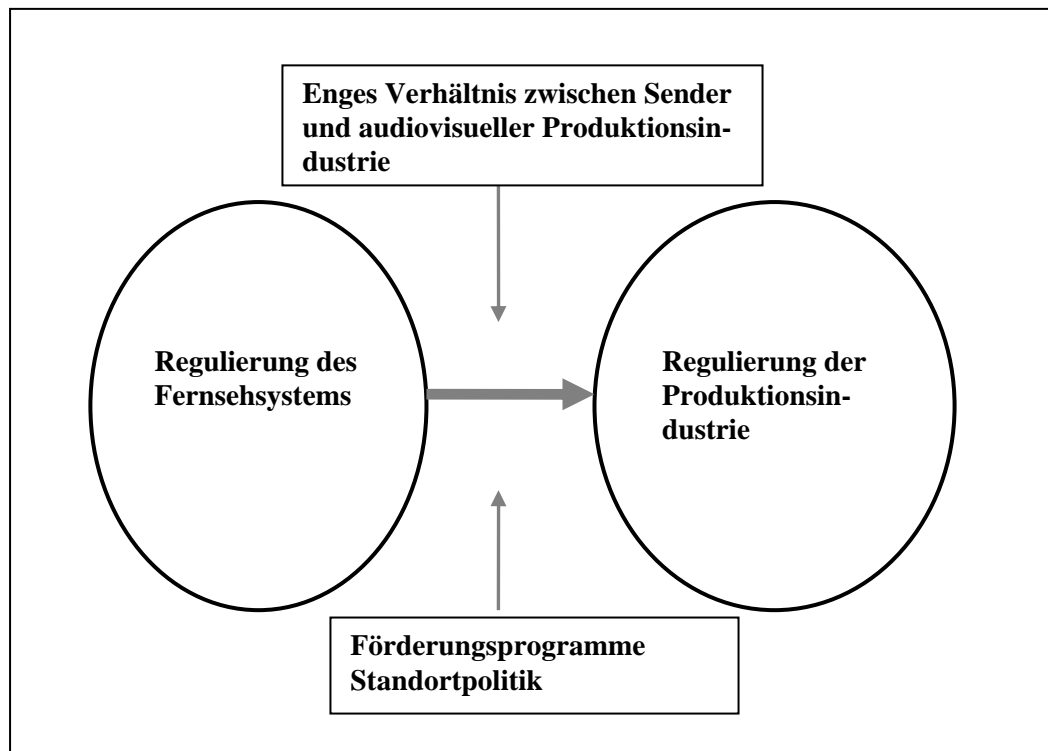 Enges Verhältnis zwischen Sender
und audiovisueller Produktionsin-
dustrie
Regulierung des
Fernsehsystems
Regulierung der
Produktionsin-
dustrie
Förderungsprogramme
Standortpolitik